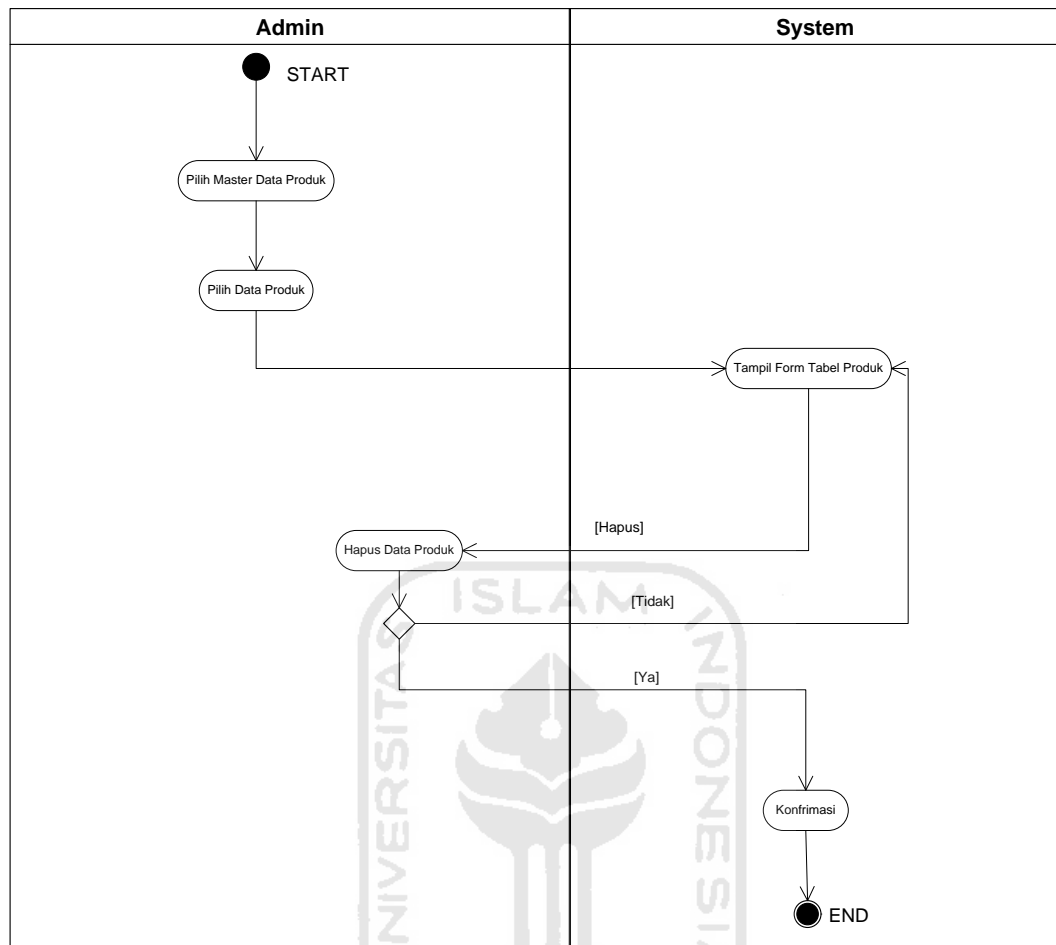 Admin
System
START
Pilih Master Data Produk
Pilih Data Produk
Tampil Form Tabel Produk
[Hapus]
Hapus Data Produk
[Tidak]
[Ya]
Konfrimasi
END
ISLAM